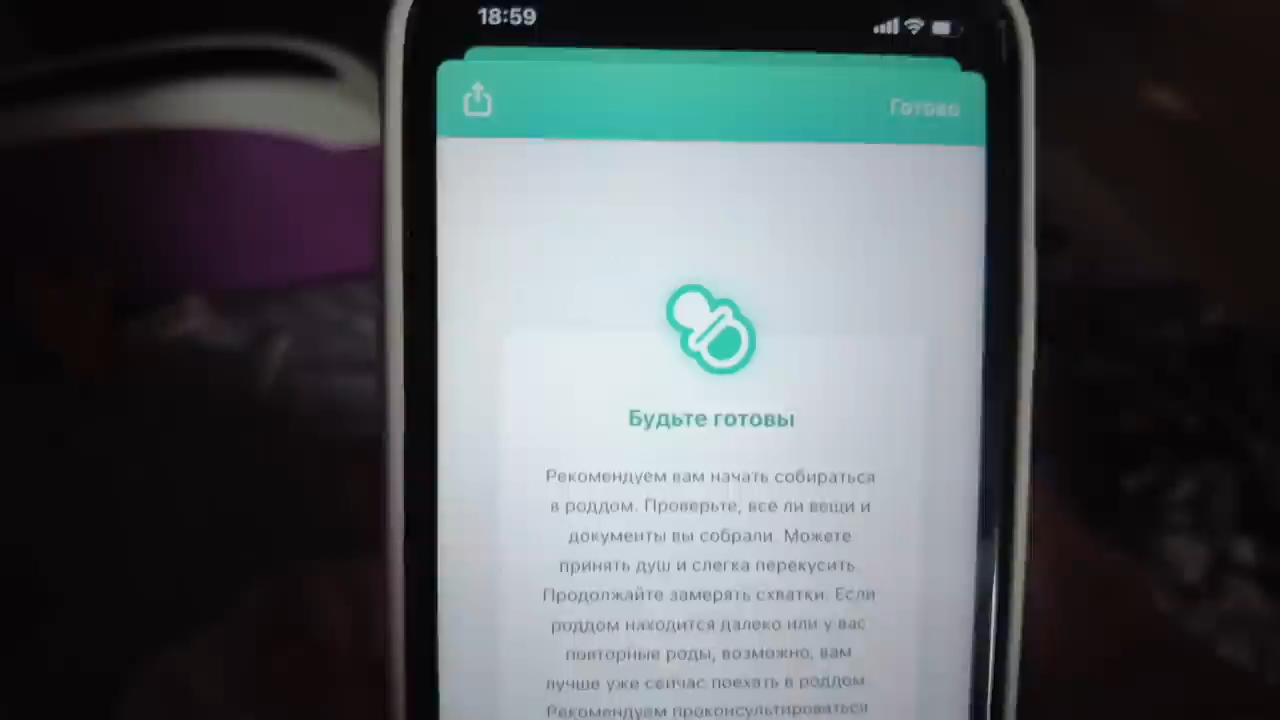 18:59
Готово
Будьте готовы
Рекомендуем вам начать собираться
в роддом. Проверьте, все ли вещи и
документы вы собрали. Можете
принять душ и слегка перекусить.
Продолжайте замерять схватки. Если
роддом находится далеко или у вас
повторные роды, возможно, вам
лучше уже сейчас поехать в роддом.
Рекомендуем проконсультироваться